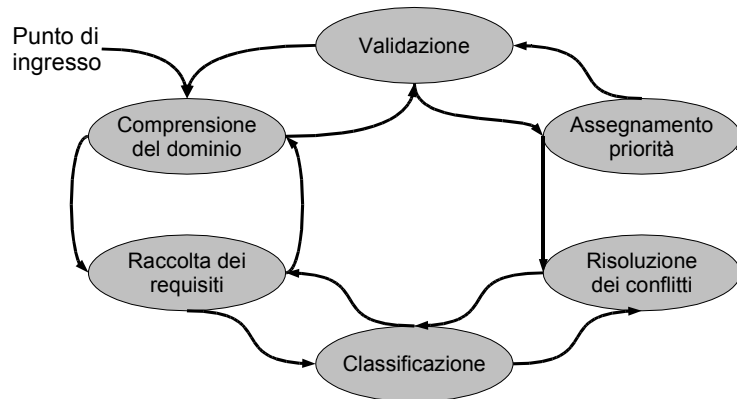 Punto di
ingresso
Validazione
Comprensione
del dominio
Assegnamento
priorità
Raccolta dei
requisiti
Risoluzione
dei conflitti
Classificazione